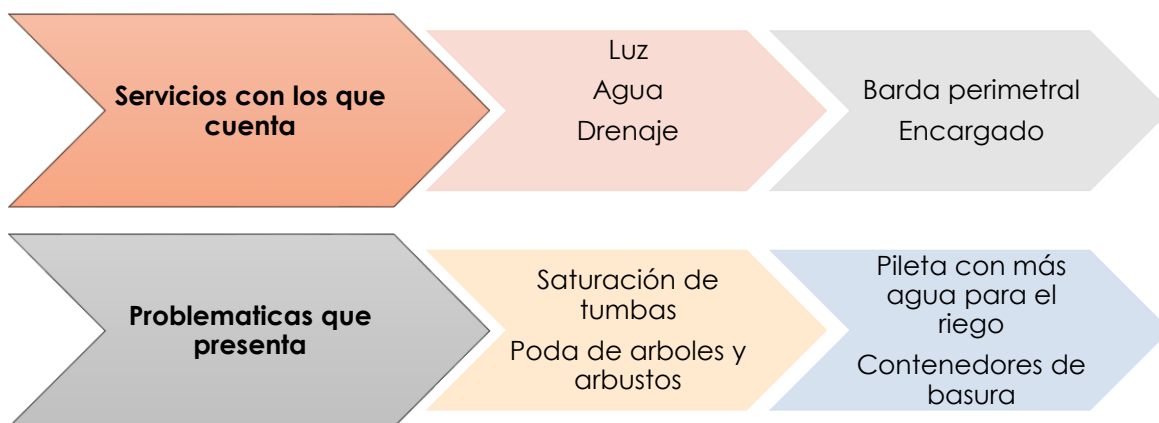 Servicios con los que
cuenta
Luz
Agua
Drenaje
Barda perimetral
Encargado
Problematicas que
presenta
Saturación de
tumbas
Poda de arboles y
arbustos
Pileta con más
agua para el
riego
Contenedores de
basura